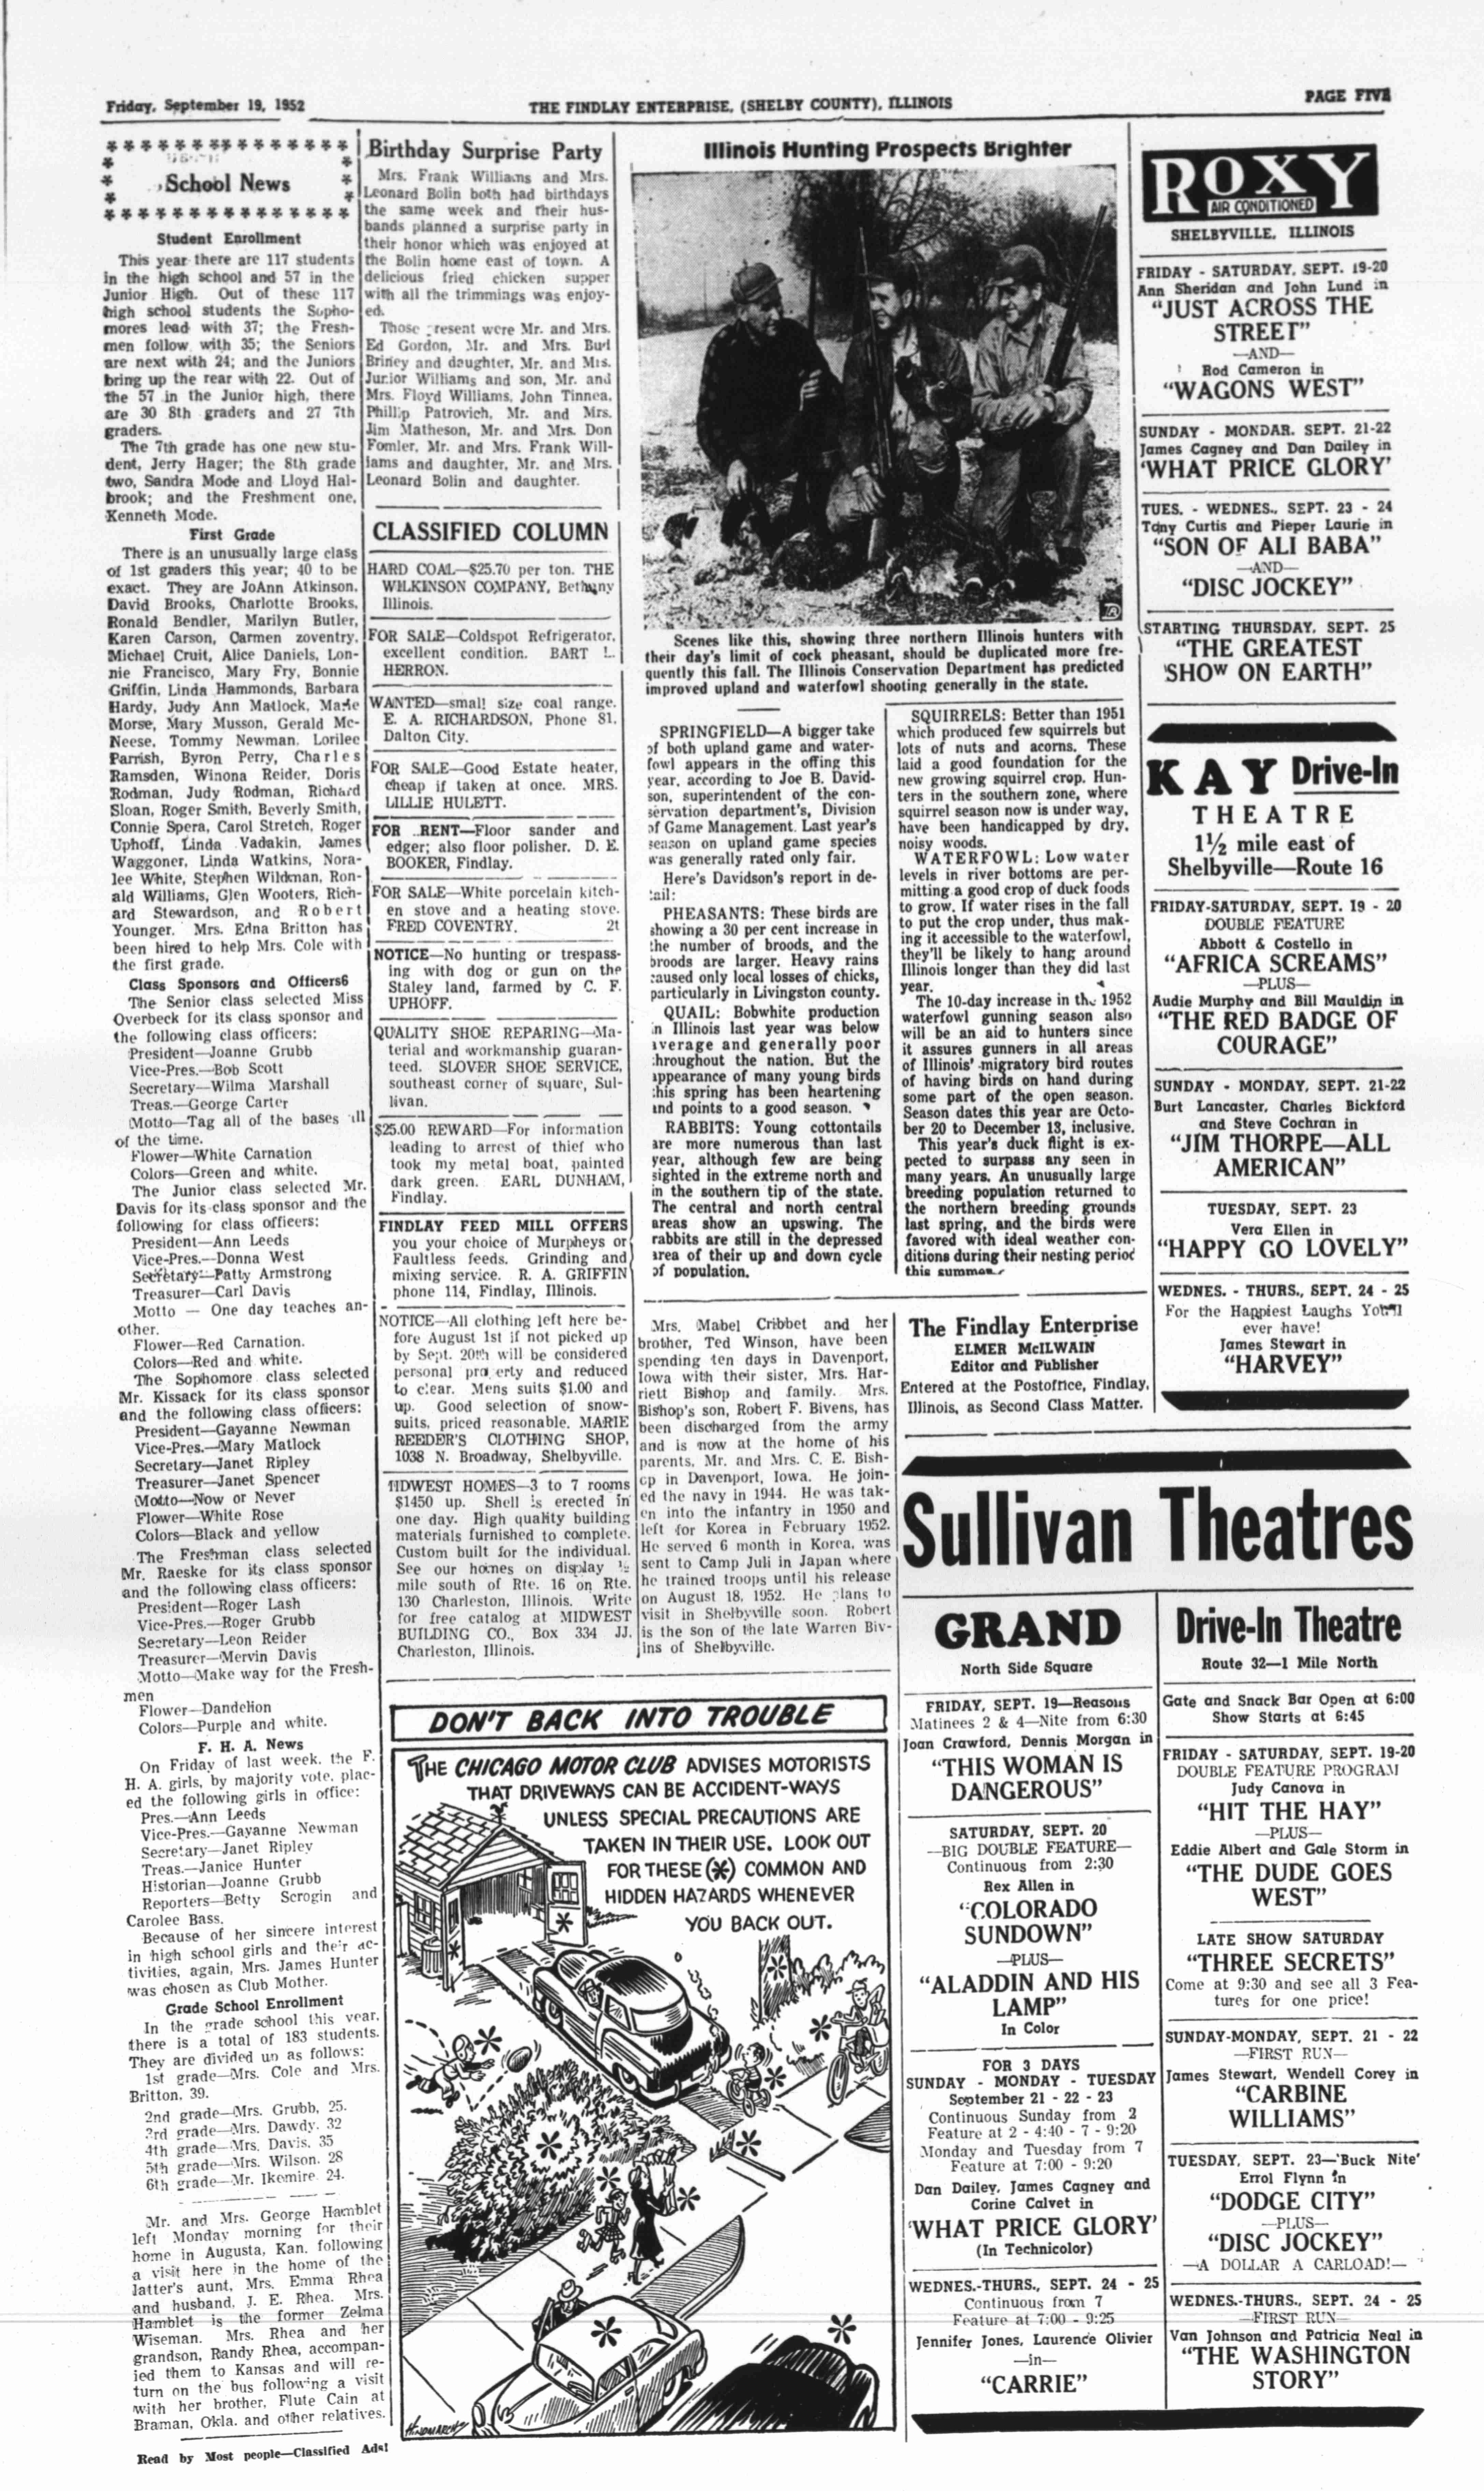 Friday, September 19, 1952
THE FINDLAY ENTERPRISE, (SHELBY COUNTY), ILLINOIS
PAGE FIVE
School News
Student Enrollment
This year there are 117 students
in the high school and 57 in the
Junior High. Out of these 117
high school students the Sopho-
mores lead with 37; the Fresh-
men follow with 35; the Seniors
are next with 24; and the Juniors
bring up the rear with 22. Out of
the 57 in the Junior high, there
are 30 8th graders and 27 7th
graders.
The 7th grade has one new stu-
dent, Jerry Hager; the 8th grade
two, Sandra Mode and Lloyd Hal-
brook; and the Freshment one,
Kenneth Mode.
First Grade
There is an unusually large class
of 1st graders this year; 40 to be
exact. They are JoAnn Atkinson,
David Brooks, Charlotte Brooks,
Ronald Bendler, Marilyn Butler,
Karen Carson, Carmen zoventry,
Michael Cruit, Alice Daniels, Lon-
nie Francisco, Mary Fry, Bonnie
Griffin, Linda Hammonds, Barbara
Hardy, Judy Ann Matlock, Marie
Morse, Mary Musson, Gerald Mc-
Neese, Tommy Newman, Lorilee
Parrish, Byron Perry, Charles
Ramsden, Winona Reider, Doris
Rodman, Judy Rodman, Richard
Sloan, Roger Smith, Beverly Smith,
Connie Spera, Carol Stretch, Roger
Uphoff, Linda Vadakin, James
Waggoner, Linda Watkins, Nora-
lee White, Stephen Wildman, Ron-
ald Williams, Glen Wooters, Rich-
ard Stewardson, and Robert
Younger. Mrs. Edna Britton has
been hired to help Mrs. Cole with
the first grade.
Class Sponsors and Officers6
The Senior class selected Miss
Overbeck for its class sponsor and
the following class officers:
President—Joanne Grubb
Vice-Pres.—Bob Scott
Secretary—Wilma Marshall
Treas.—George Carter
Motto—Tag all of the bases all
of the time.
Flower—White Carnation
Colors—Green and white.
The Junior class selected Mr.
Davis for its class sponsor and the
following for class officers:
President—Ann Leeds
Vice-Pres.—Donna West
Secretary—Patty Armstrong
Treasurer—Carl Davis
Motto — One day teaches an-
other.
Flower—Red Carnation.
Colors—Red and white.
The Sophomore class selected
Mr. Kissack for its class sponsor
and the following class officers:
President—Gayanne Newman
Vice-Pres.—Mary Matlock
Secretary—Janet Ripley
Treasurer—Janet Spencer
Motto—Now or Never
Flower—White Rose
Colors—Black and yellow
The Freshman class selected
Mr. Raeske for its class sponsor
and the following class officers:
President—Roger Lash
Vice-Pres.—Roger Grubb
Secretary—Leon Reider
Treasurer—Mervin Davis
Motto—Make way for the Fresh-
men
Flower—Dandelion
Colors—Purple and white.
F. H. A. News
On Friday of last week, the F.
H. A. girls, by majority vote, plac-
ed the following girls in office:
Pres.—Ann Leeds
Vice-Pres.—Gayanne Newman
Secretary—Janet Ripley
Treas.—Janice Hunter
Historian—Joanne Grubb
Reporters—Betty Scrogin and
Carolee Bass.
Because of her sincere interest
in high school girls and their ac-
tivities, again, Mrs. James Hunter
was chosen as Club Mother.
Grade School Enrollment
In the grade school this year,
there is a total of 183 students.
They are divided up as follows:
1st grade—Mrs. Cole and Mrs.
Britton, 39.
2nd grade—Mrs. Grubb, 25.
3rd grade—Mrs. Dawdy, 32
4th grade—Mrs. Davis, 35
5th grade—Mrs. Wilson, 28
6th grade—Mr. Ikemire 24.
Mr. and Mrs. George Hamblet
left Monday morning for their
home in Augusta, Kan. following
a visit here in the home of the
latter's aunt, Mrs. Emma Rhea
and husband, J. E. Rhea. Mrs.
Hamblet is the former Zelma
Wiseman. Mrs. Rhea and her
grandson, Randy Rhea, accompan-
ied them to Kansas and will re-
turn on the bus following a visit
with her brother, Flute Cain at
Braman, Okla. and other relatives.
Read by Most people—Classified Ads!
Birthday Surprise Party
Mrs. Frank Williams and Mrs.
Leonard Bolin both had birthdays
the same week and their hus-
bands planned a surprise party in
their honor which was enjoyed at
the Bolin home east of town. A
delicious fried chicken supper
with all the trimmings was enjoy-
ed.
Those present were Mr. and Mrs.
Ed Gordon, Mr. and Mrs. Burl
Briney and daughter, Mr. and Mrs.
Junior Williams and son, Mr. and
Mrs. Floyd Williams, John Tinnea,
Phillip Patrovich, Mr. and Mrs.
Jim Matheson, Mr. and Mrs. Don
Fomler, Mr. and Mrs. Frank Will-
iams and daughter, Mr. and Mrs.
Leonard Bolin and daughter.
CLASSIFIED COLUMN
HARD COAL—$25.70 per ton. THE
WILKINSON COMPANY, Bethany
Illinois.
FOR SALE—Coldspot Refrigerator,
excellent condition. BART L.
HERRON.
WANTED—small size coal range.
E. A. RICHARDSON, Phone 81,
Dalton City.
FOR SALE—Good Estate heater,
cheap if taken at once. MRS.
LILLIE HULETT.
FOR RENT—Floor sander and
edger; also floor polisher. D. E.
BOOKER, Findlay.
FOR SALE—White porcelain kitch-
en stove and a heating stove.
FRED COVENTRY. 2t
NOTICE—No hunting or trespass-
ing with dog or gun on the
Staley land, farmed by C. F.
UPHOFF.
QUALITY SHOE REPARING—Ma-
terial and workmanship guaran-
teed. SLOVER SHOE SERVICE,
southeast corner of square, Sul-
livan.
$25.00 REWARD—For information
leading to arrest of thief who
took my metal boat, painted
dark green. EARL DUNHAM,
Findlay.
FINDLAY FEED MILL OFFERS
you your choice of Murpheys or
Faultless feeds. Grinding and
mixing service. R. A. GRIFFIN
phone 114, Findlay, Illinois.
NOTICE—All clothing left here be-
fore August 1st if not picked up
by Sept. 20th will be considered
personal property and reduced
to clear. Mens suits $1.00 and
up. Good selection of snow-
suits, priced reasonable. MARIE
REEDER'S CLOTHING SHOP,
1038 N. Broadway, Shelbyville.
MIDWEST HOMES—3 to 7 rooms
$1450 up. Shell is erected in
one day. High quality building
materials furnished to complete.
Custom built for the individual.
See our homes on display ½
mile south of Rte. 16 on Rte.
130 Charleston, Illinois. Write
for free catalog at MIDWEST
BUILDING CO., Box 334 JJ,
Charleston, Illinois.
Illinois Hunting Prospects Brighter
Scenes like this, showing three northern Illinois hunters with
their day's limit of cock pheasant, should be duplicated more fre-
quently this fall. The Illinois Conservation Department has predicted
improved upland and waterfowl shooting generally in the state.
SPRINGFIELD—A bigger take
of both upland game and water-
fowl appears in the offing this
year, according to Joe B. David-
son, superintendent of the con-
servation department's, Division
of Game Management. Last year's
season on upland game species
was generally rated only fair.
Here's Davidson's report in de-
tail:
PHEASANTS: These birds are
showing a 30 per cent increase in
the number of broods, and the
broods are larger. Heavy rains
caused only local losses of chicks,
particularly in Livingston county.
QUAIL: Bobwhite production
in Illinois last year was below
average and generally poor
throughout the nation. But the
appearance of many young birds
this spring has been heartening
and points to a good season.
RABBITS: Young cottontails
are more numerous than last
year, although few are being
sighted in the extreme north and
in the southern tip of the state.
The central and north central
areas show an upswing. The
rabbits are still in the depressed
area of their up and down cycle
of population.
SQUIRRELS: Better than 1951
which produced few squirrels but
lots of nuts and acorns. These
laid a good foundation for the
new growing squirrel crop. Hun-
ters in the southern zone, where
squirrel season now is under way,
have been handicapped by dry,
noisy woods.
WATERFOWL: Low water
levels in river bottoms are per-
mitting a good crop of duck foods
to grow. If water rises in the fall
to put the crop under, thus mak-
ing it accessible to the waterfowl,
they'll be likely to hang around
Illinois longer than they did last
year.
The 10-day increase in the 1952
waterfowl gunning season also
will be an aid to hunters since
it assures gunners in all areas
of Illinois' migratory bird routes
of having birds on hand during
some part of the open season.
Season dates this year are Octo-
ber 20 to December 13, inclusive.
This year's duck flight is ex-
pected to surpass any seen in
many years. An unusually large
breeding population returned to
the northern breeding grounds
last spring, and the birds were
favored with ideal weather con-
ditions during their nesting period
this summer.
Mrs. Mabel Cribbet and her
brother, Ted Winson, have been
spending ten days in Davenport,
Iowa with their sister, Mrs. Har-
riett Bishop and family. Mrs.
Bishop's son, Robert F. Bivens, has
been discharged from the army
and is now at the home of his
parents, Mr. and Mrs. C. E. Bish-
op in Davenport, Iowa. He join-
ed the navy in 1944. He was tak-
en into the infantry in 1950 and
left for Korea in February 1952.
He served 6 month in Korea, was
sent to Camp Juli in Japan where
he trained troops until his release
on August 18, 1952. He plans to
visit in Shelbyville soon. Robert
is the son of the late Warren Biv-
ins of Shelbyville.
The Findlay Enterprise
ELMER McILWAIN
Editor and Publisher
Entered at the Postofrice, Findlay,
Illinois, as Second Class Matter.
DON'T BACK INTO TROUBLE
THE CHICAGO MOTOR CLUB ADVISES MOTORISTS
THAT DRIVEWAYS CAN BE ACCIDENT-WAYS
UNLESS SPECIAL PRECAUTIONS ARE
TAKEN IN THEIR USE. LOOK OUT
FOR THESE (*) COMMON AND
HIDDEN HAZARDS WHENEVER
YOU BACK OUT.
ROXY
AIR CONDITIONED
SHELBYVILLE, ILLINOIS
FRIDAY - SATURDAY, SEPT. 19-20
Ann Sheridan and John Lund in
"JUST ACROSS THE
STREET"
—AND—
Rod Cameron in
"WAGONS WEST"
SUNDAY - MONDAR. SEPT. 21-22
James Cagney and Dan Dailey in
'WHAT PRICE GLORY'
TUES. - WEDNES., SEPT. 23 - 24
Tony Curtis and Pieper Laurie in
"SON OF ALI BABA"
—AND—
"DISC JOCKEY"
STARTING THURSDAY, SEPT. 25
"THE GREATEST
SHOW ON EARTH"
KAY Drive-In
THEATRE
1½ mile east of
Shelbyville—Route 16
FRIDAY-SATURDAY, SEPT. 19 - 20
DOUBLE FEATURE
Abbott & Costello in
"AFRICA SCREAMS"
—PLUS—
Audie Murphy and Bill Mauldin in
"THE RED BADGE OF
COURAGE"
SUNDAY - MONDAY, SEPT. 21-22
Burt Lancaster, Charles Bickford
and Steve Cochran in
"JIM THORPE—ALL
AMERICAN"
TUESDAY, SEPT. 23
Vera Ellen in
"HAPPY GO LOVELY"
WEDNES. - THURS., SEPT. 24 - 25
For the Happiest Laughs You'll
ever have!
James Stewart in
"HARVEY"
Sullivan Theatres
GRAND
North Side Square
FRIDAY, SEPT. 19—Reasons
Matinees 2 & 4—Nite from 6:30
Joan Crawford, Dennis Morgan in
"THIS WOMAN IS
DANGEROUS"
SATURDAY, SEPT. 20
—BIG DOUBLE FEATURE—
Continuous from 2:30
Rex Allen in
"COLORADO
SUNDOWN"
—PLUS—
"ALADDIN AND HIS
LAMP"
In Color
FOR 3 DAYS
SUNDAY - MONDAY - TUESDAY
September 21 - 22 - 23
Continuous Sunday from 2
Feature at 2 - 4:40 - 7 - 9:20
Monday and Tuesday from 7
Feature at 7:00 - 9:20
Dan Dailey, James Cagney and
Corine Calvet in
'WHAT PRICE GLORY'
(In Technicolor)
WEDNES.-THURS., SEPT. 24 - 25
Continuous from 7
Feature at 7:00 - 9:25
Jennifer Jones, Laurence Olivier
—in—
"CARRIE"
Drive-In Theatre
Route 32—1 Mile North
Gate and Snack Bar Open at 6:00
Show Starts at 6:45
FRIDAY - SATURDAY, SEPT. 19-20
DOUBLE FEATURE PROGRAM
Judy Canova in
"HIT THE HAY"
—PLUS—
Eddie Albert and Gale Storm in
"THE DUDE GOES
WEST"
LATE SHOW SATURDAY
"THREE SECRETS"
Come at 9:30 and see all 3 Fea-
tures for one price!
SUNDAY-MONDAY, SEPT. 21 - 22
—FIRST RUN—
James Stewart, Wendell Corey in
"CARBINE
WILLIAMS"
TUESDAY, SEPT. 23—'Buck Nite'
Errol Flynn in
"DODGE CITY"
—PLUS—
"DISC JOCKEY"
—A DOLLAR A CARLOAD!—
WEDNES.-THURS., SEPT. 24 - 25
—FIRST RUN—
Van Johnson and Patricia Neal in
"THE WASHINGTON
STORY"